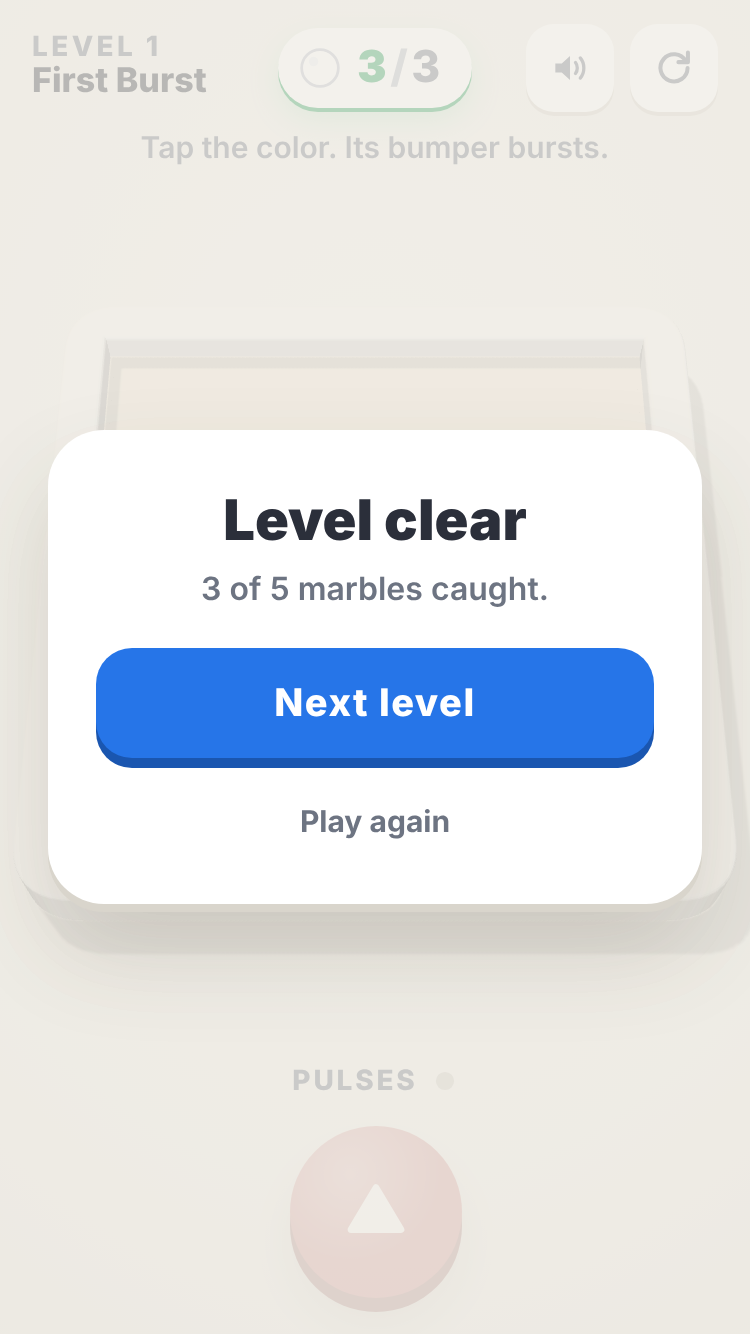 LEVEL 1
First Burst
3/3
Tap the color. Its bumper bursts.
Level clear
3 of 5 marbles caught.
Next level
Play again
PULSES